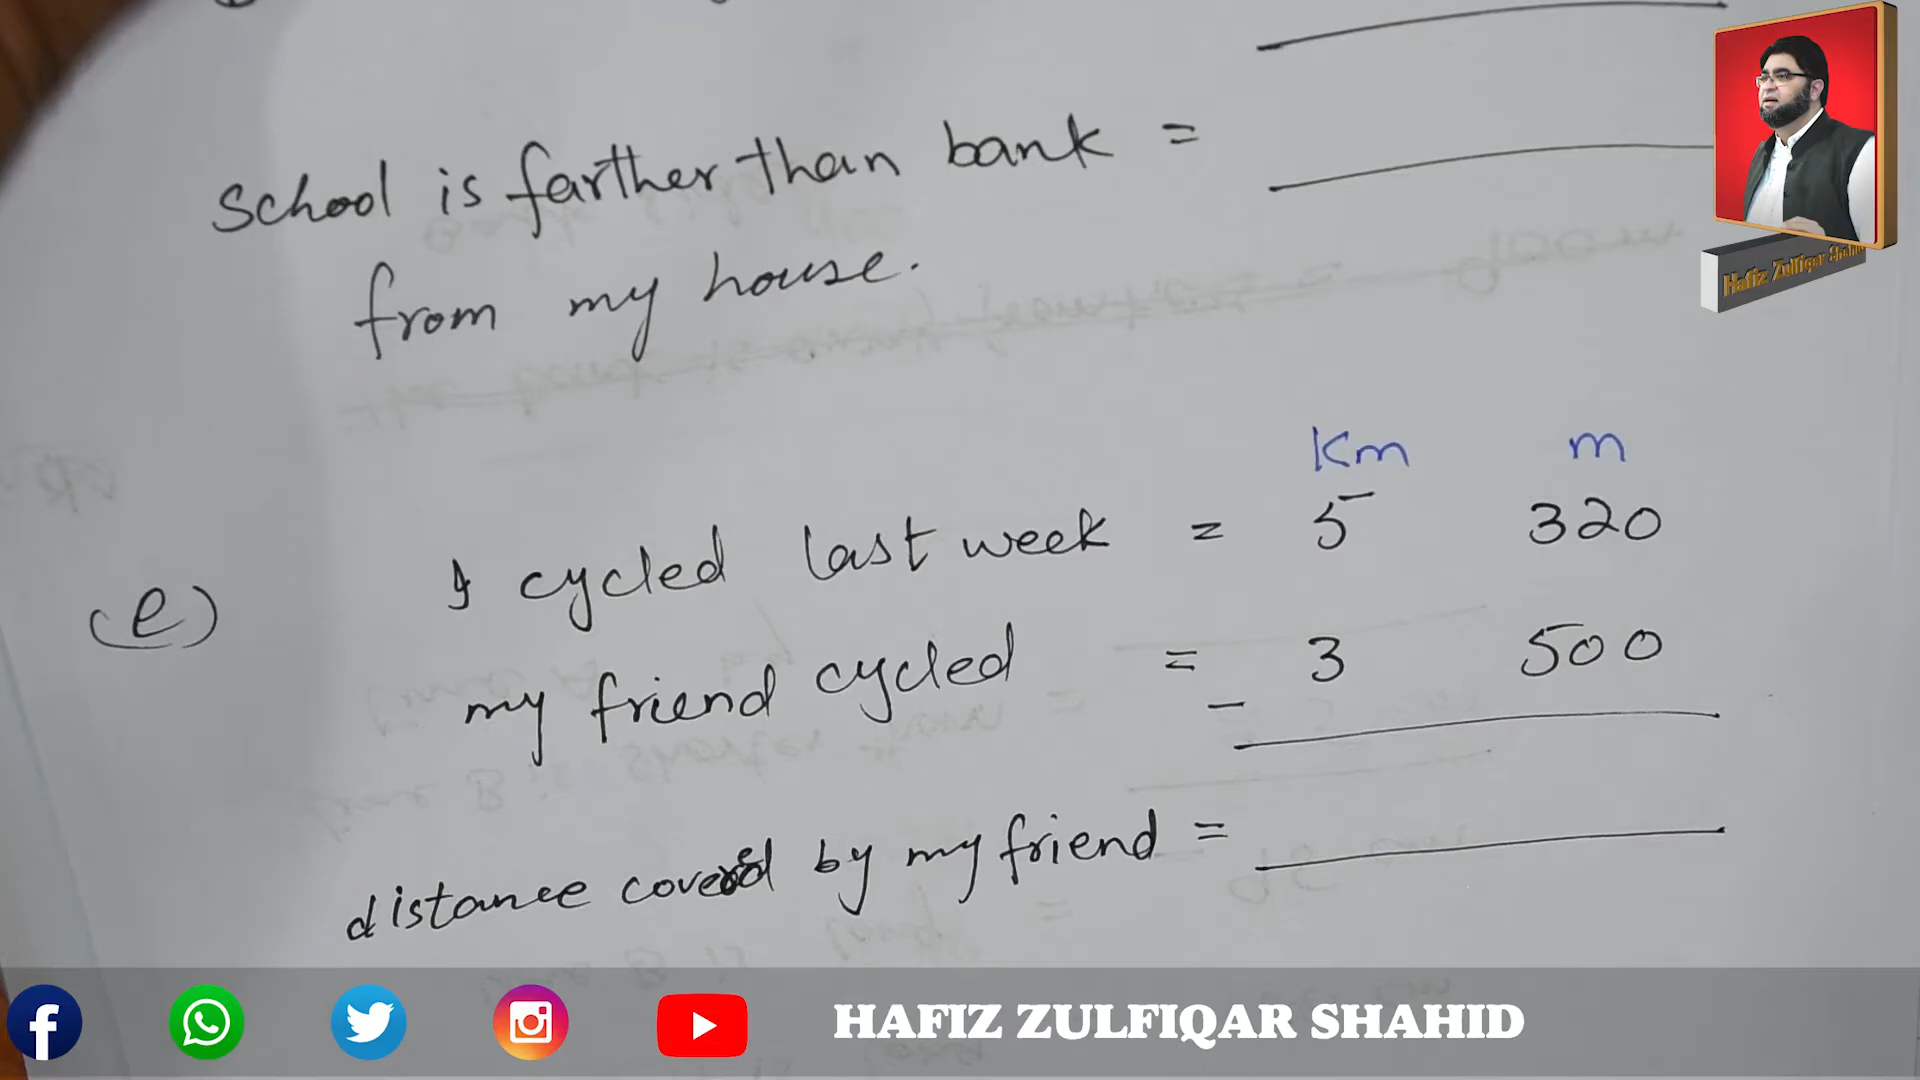 School is farther than bank =
from my house.
Km m
(e) I cycled last week = 5 320
my friend cycled = 3 500
−
distance covered by my friend =
Hafiz Zulfiqar Shahid
HAFIZ ZULFIQAR SHAHID